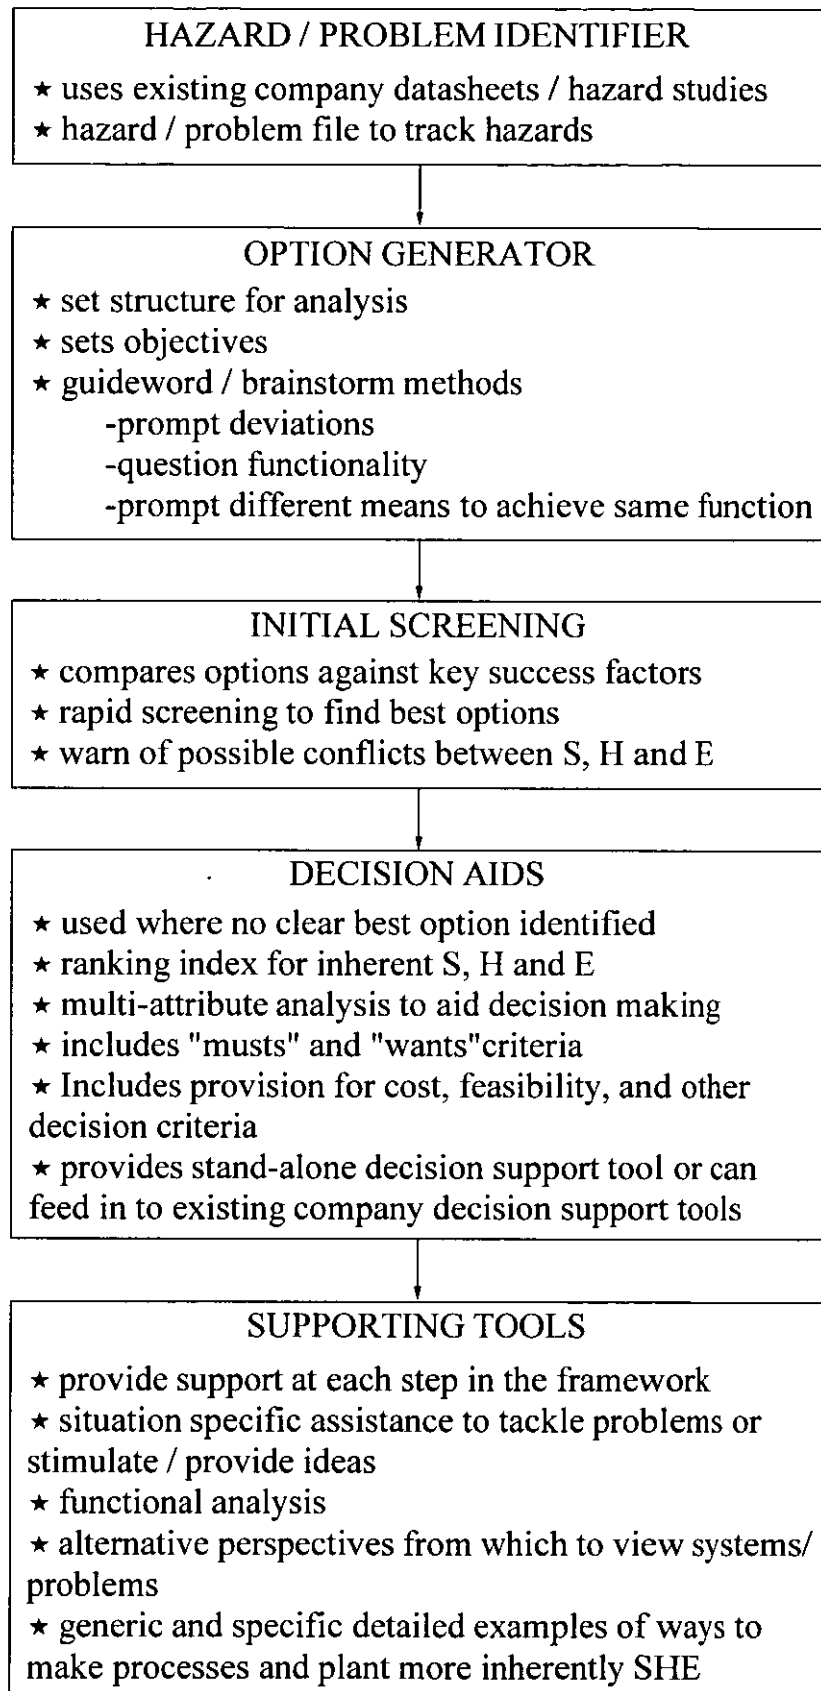 HAZARD / PROBLEM IDENTIFIER
★ uses existing company datasheets / hazard studies
★ hazard / problem file to track hazards
OPTION GENERATOR
★ set structure for analysis
★ sets objectives
★ guideword / brainstorm methods
-prompt deviations
-question functionality
-prompt different means to achieve same function
INITIAL SCREENING
★ compares options against key success factors
★ rapid screening to find best options
★ warn of possible conflicts between S, H and E
DECISION AIDS
★ used where no clear best option identified
★ ranking index for inherent S, H and E
★ multi-attribute analysis to aid decision making
★ includes "musts" and "wants"criteria
★ Includes provision for cost, feasibility, and other
decision criteria
★ provides stand-alone decision support tool or can
feed in to existing company decision support tools
SUPPORTING TOOLS
★ provide support at each step in the framework
★ situation specific assistance to tackle problems or
stimulate / provide ideas
★ functional analysis
★ alternative perspectives from which to view systems/
problems
★ generic and specific detailed examples of ways to
make processes and plant more inherently SHE